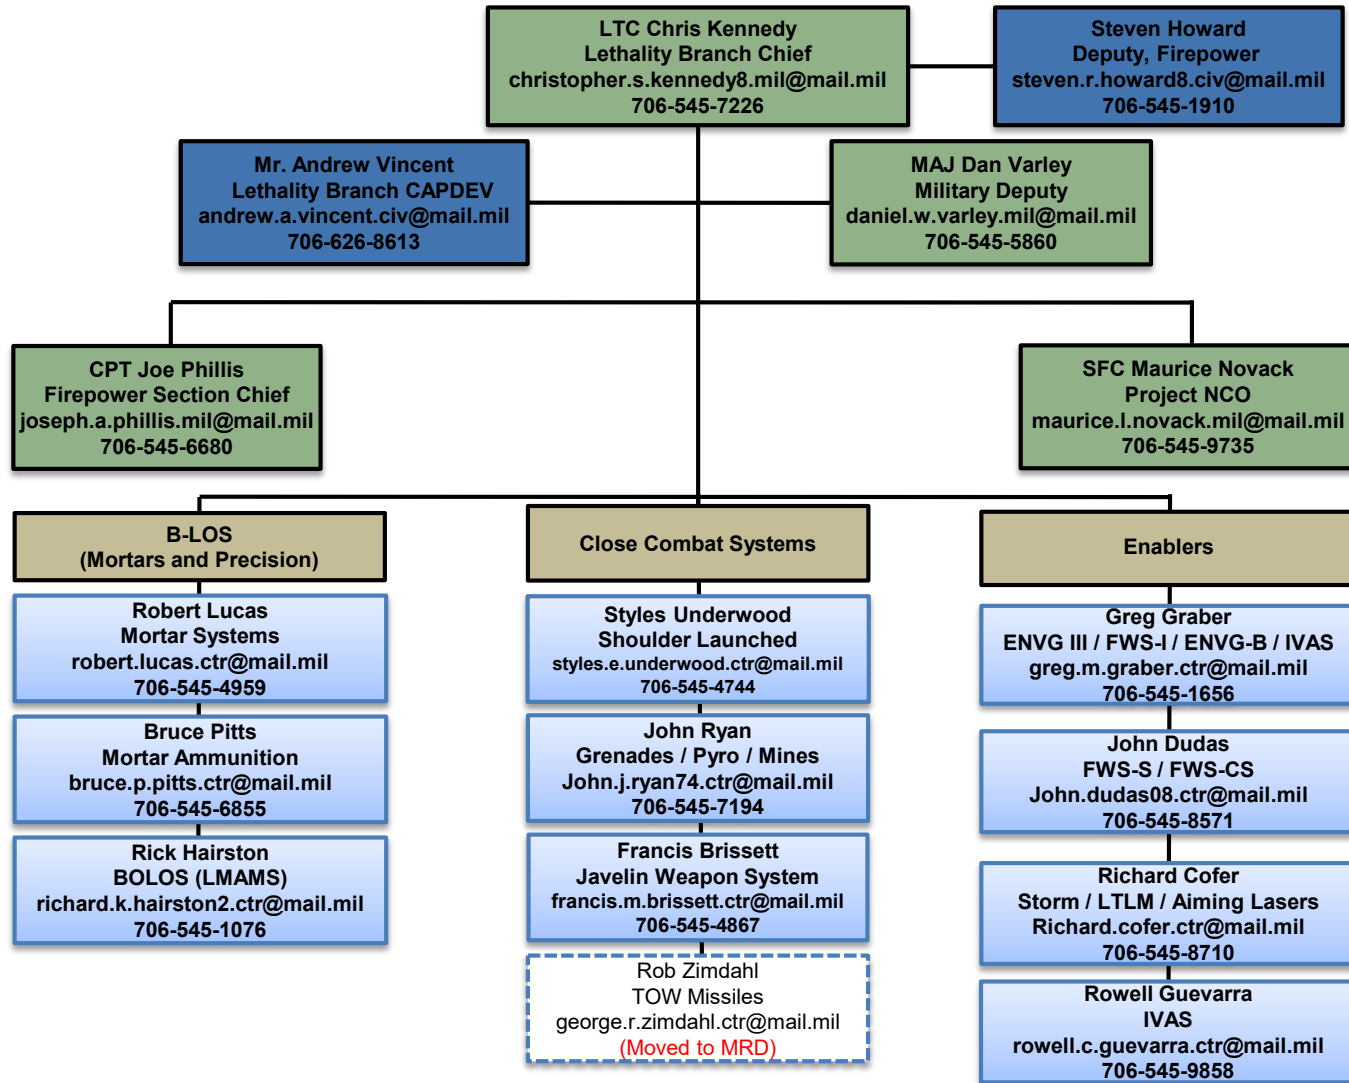 LTC Chris Kennedy
Lethality Branch Chief
christopher.s.kennedy8.mil@mail.mil
706-545-7226
Steven Howard
Deputy, Firepower
steven.r.howard8.civ@mail.mil
706-545-1910
Mr. Andrew Vincent
Lethality Branch CAPDEV
andrew.a.vincent.civ@mail.mil
706-626-8613
MAJ Dan Varley
Military Deputy
daniel.w.varley.mil@mail.mil
706-545-5860
CPT Joe Phillis
Firepower Section Chief
joseph.a.phillis.mil@mail.mil
706-545-6680
SFC Maurice Novack
Project NCO
maurice.l.novack.mil@mail.mil
706-545-9735
B-LOS
(Mortars and Precision)
Robert Lucas
Mortar Systems
robert.lucas.ctr@mail.mil
706-545-4959
Bruce Pitts
Mortar Ammunition
bruce.p.pitts.ctr@mail.mil
706-545-6855
Rick Hairston
BOLOS (LMAMS)
richard.k.hairston2.ctr@mail.mil
706-545-1076
Close Combat Systems
Styles Underwood
Shoulder Launched
styles.e.underwood.ctr@mail.mil
706-545-4744
John Ryan
Grenades / Pyro / Mines
John.j.ryan74.ctr@mail.mil
706-545-7194
Francis Brissett
Javelin Weapon System
francis.m.brissett.ctr@mail.mil
706-545-4867
Rob Zimdahl
TOW Missiles
george.r.zimdahl.ctr@mail.mil
(Moved to MRD)
Enablers
Greg Graber
ENVG III / FWS-I / ENVG-B / IVAS
greg.m.graber.ctr@mail.mil
706-545-1656
John Dudas
FWS-S / FWS-CS
John.dudas08.ctr@mail.mil
706-545-8571
Richard Cofer
Storm / LTLM / Aiming Lasers
Richard.cofer.ctr@mail.mil
706-545-8710
Rowell Guevarra
IVAS
rowell.c.guevarra.ctr@mail.mil
706-545-9858